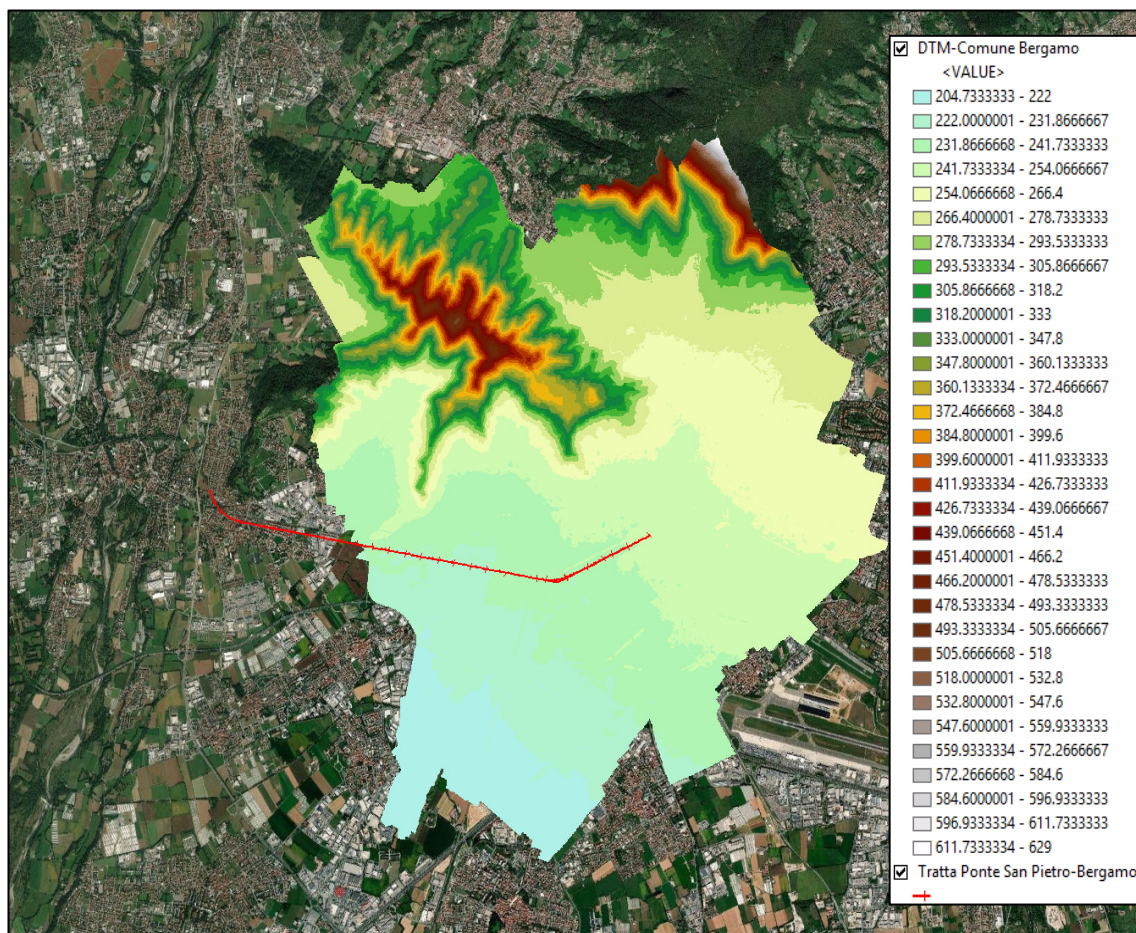 DTM-Comune Bergamo
<VALUE>
204.7333333 - 222
222.0000001 - 231.8666667
231.8666668 - 241.7333333
241.7333334 - 254.0666667
254.0666668 - 266.4
266.4000001 - 278.7333333
278.7333334 - 293.5333333
293.5333334 - 305.8666667
305.8666668 - 318.2
318.2000001 - 333
333.0000001 - 347.8
347.8000001 - 360.1333333
360.1333334 - 372.4666667
372.4666668 - 384.8
384.8000001 - 399.6
399.6000001 - 411.9333333
411.9333334 - 426.7333333
426.7333334 - 439.0666667
439.0666668 - 451.4
451.4000001 - 466.2
466.2000001 - 478.5333333
478.5333334 - 493.3333333
493.3333334 - 505.6666667
505.6666668 - 518
518.0000001 - 532.8
532.8000001 - 547.6
547.6000001 - 559.9333333
559.9333334 - 572.2666667
572.2666668 - 584.6
584.6000001 - 596.9333333
596.9333334 - 611.7333333
611.7333334 - 629
Tratta Ponte San Pietro-Bergamo